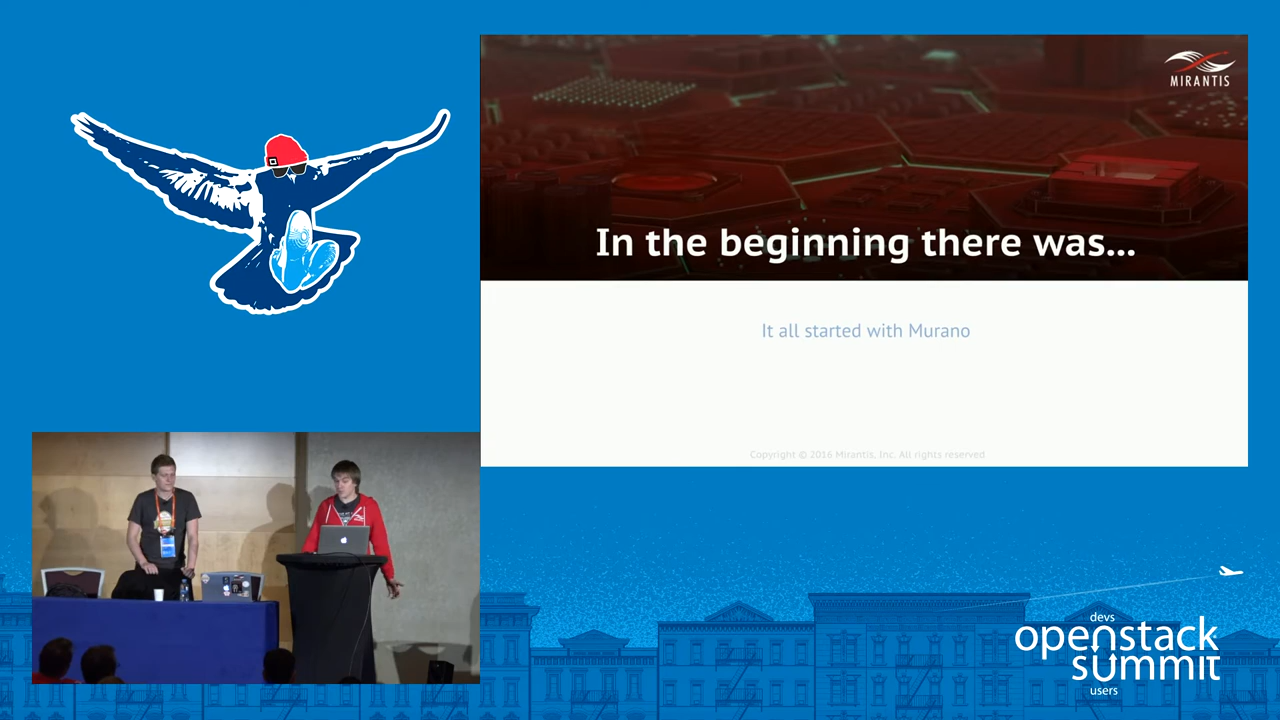 MIRANTIS
In the beginning there was...
It all started with Murano
Copyright © 2016 Mirantis, Inc. All rights reserved
devs
openstack
summit
users